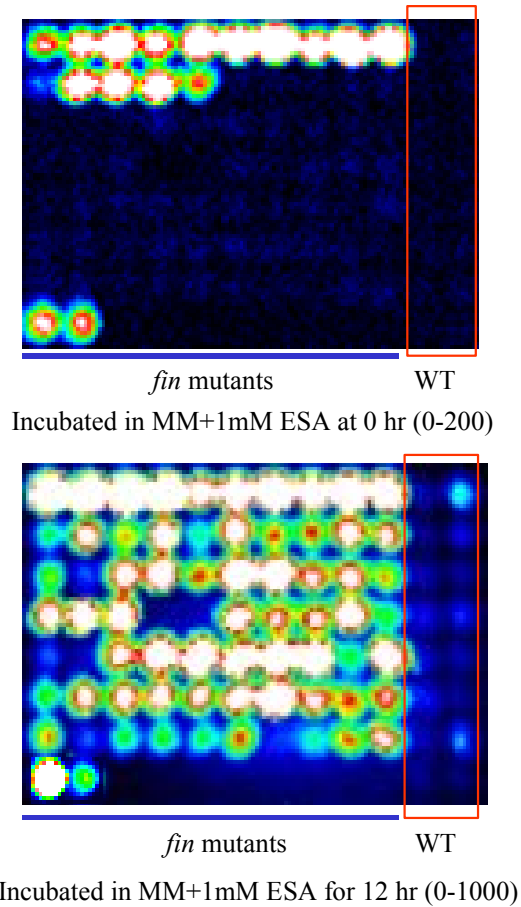 fin mutants WT
Incubated in MM+1mM ESA at 0 hr (0-200)
fin mutants WT
Incubated in MM+1mM ESA for 12 hr (0-1000)